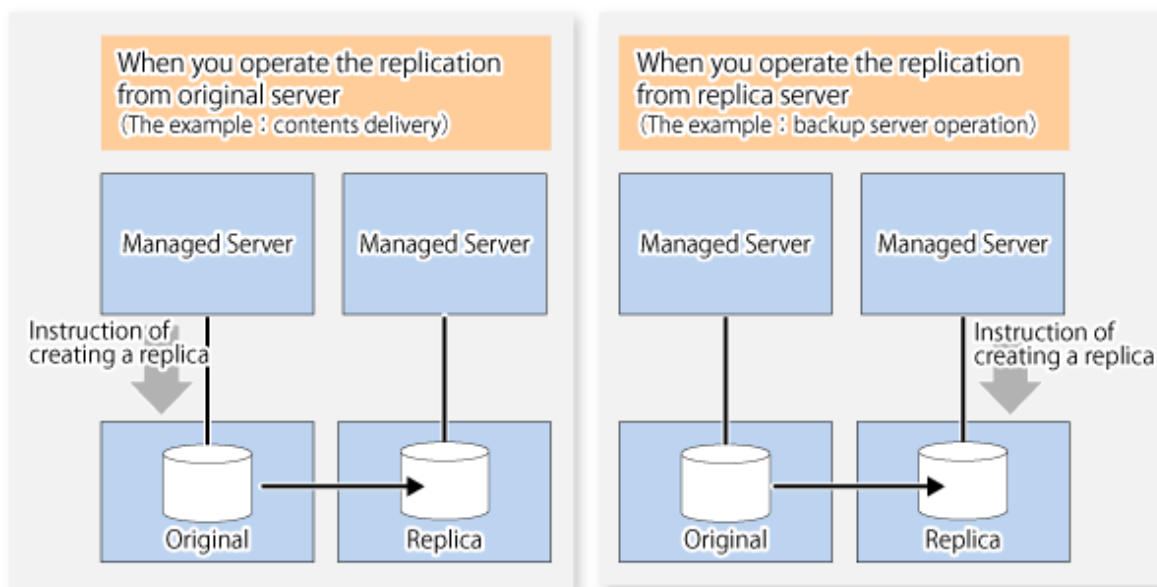 When you operate the replication
from original server
(The example：contents delivery)
Managed Server
Managed Server
Instruction of
creating a replica
Original
Replica
When you operate the replication
from replica server
(The example：backup server operation)
Managed Server
Managed Server
Instruction of
creating a replica
Original
Replica